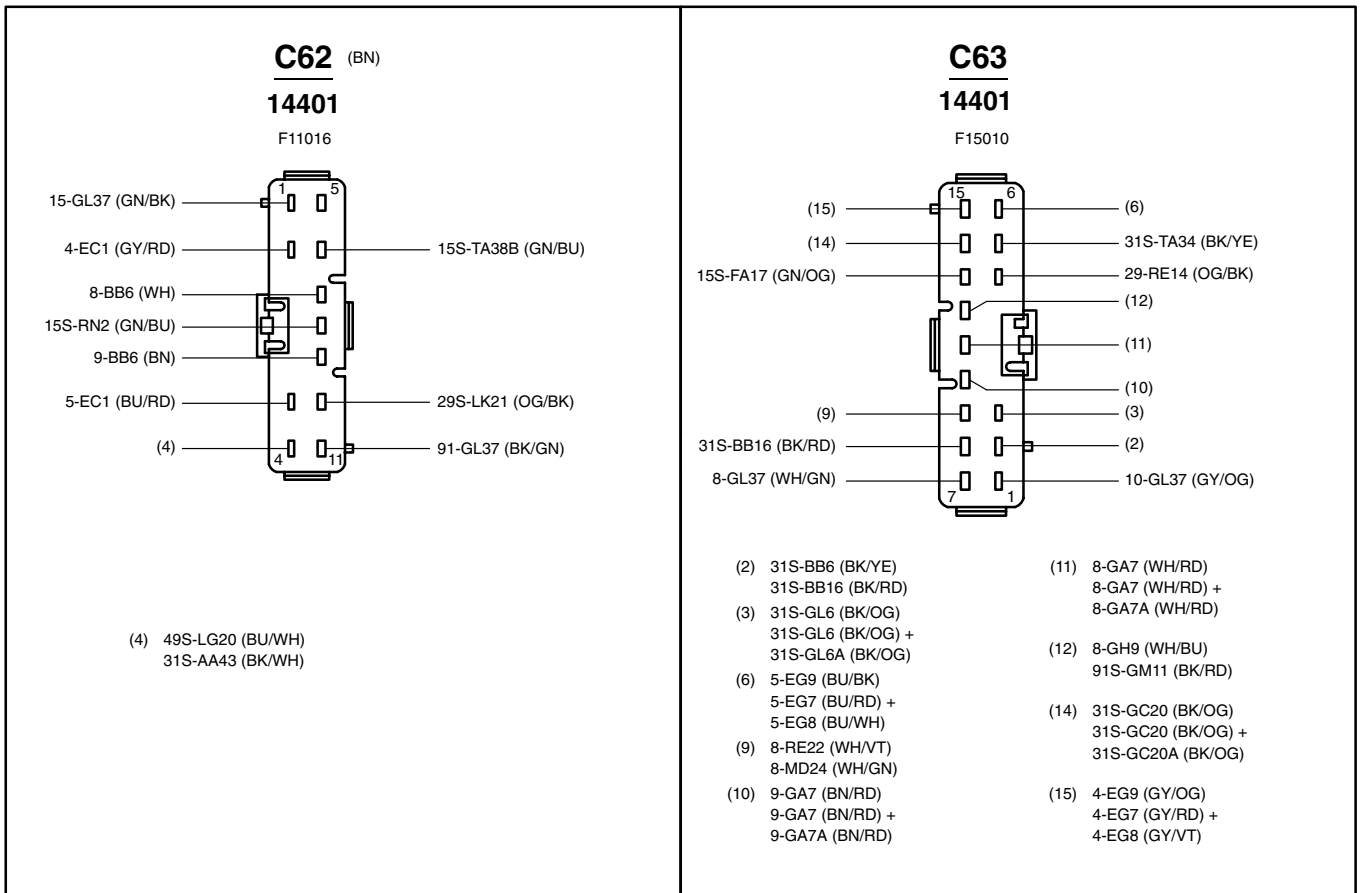 C62 (BN)
14401
F11016
1 5
15-GL37 (GN/BK)
4-EC1 (GY/RD) 15S-TA38B (GN/BU)
8-BB6 (WH)
15S-RN2 (GN/BU)
9-BB6 (BN)
5-EC1 (BU/RD) 29S-LK21 (OG/BK)
(4) 91-GL37 (BK/GN)
4 11
(4) 49S-LG20 (BU/WH)
31S-AA43 (BK/WH)
C63
14401
F15010
15 6
(15) (6)
(14) 31S-TA34 (BK/YE)
15S-FA17 (GN/OG) 29-RE14 (OG/BK)
(12)
(11)
(10)
(9) (3)
31S-BB16 (BK/RD) (2)
8-GL37 (WH/GN) 10-GL37 (GY/OG)
7 1
(2) 31S-BB6 (BK/YE)
31S-BB16 (BK/RD)
(3) 31S-GL6 (BK/OG)
31S-GL6 (BK/OG) +
31S-GL6A (BK/OG)
(6) 5-EG9 (BU/BK)
5-EG7 (BU/RD) +
5-EG8 (BU/WH)
(9) 8-RE22 (WH/VT)
8-MD24 (WH/GN)
(10) 9-GA7 (BN/RD)
9-GA7 (BN/RD) +
9-GA7A (BN/RD)
(11) 8-GA7 (WH/RD)
8-GA7 (WH/RD) +
8-GA7A (WH/RD)
(12) 8-GH9 (WH/BU)
91S-GM11 (BK/RD)
(14) 31S-GC20 (BK/OG)
31S-GC20 (BK/OG) +
31S-GC20A (BK/OG)
(15) 4-EG9 (GY/OG)
4-EG7 (GY/RD) +
4-EG8 (GY/VT)